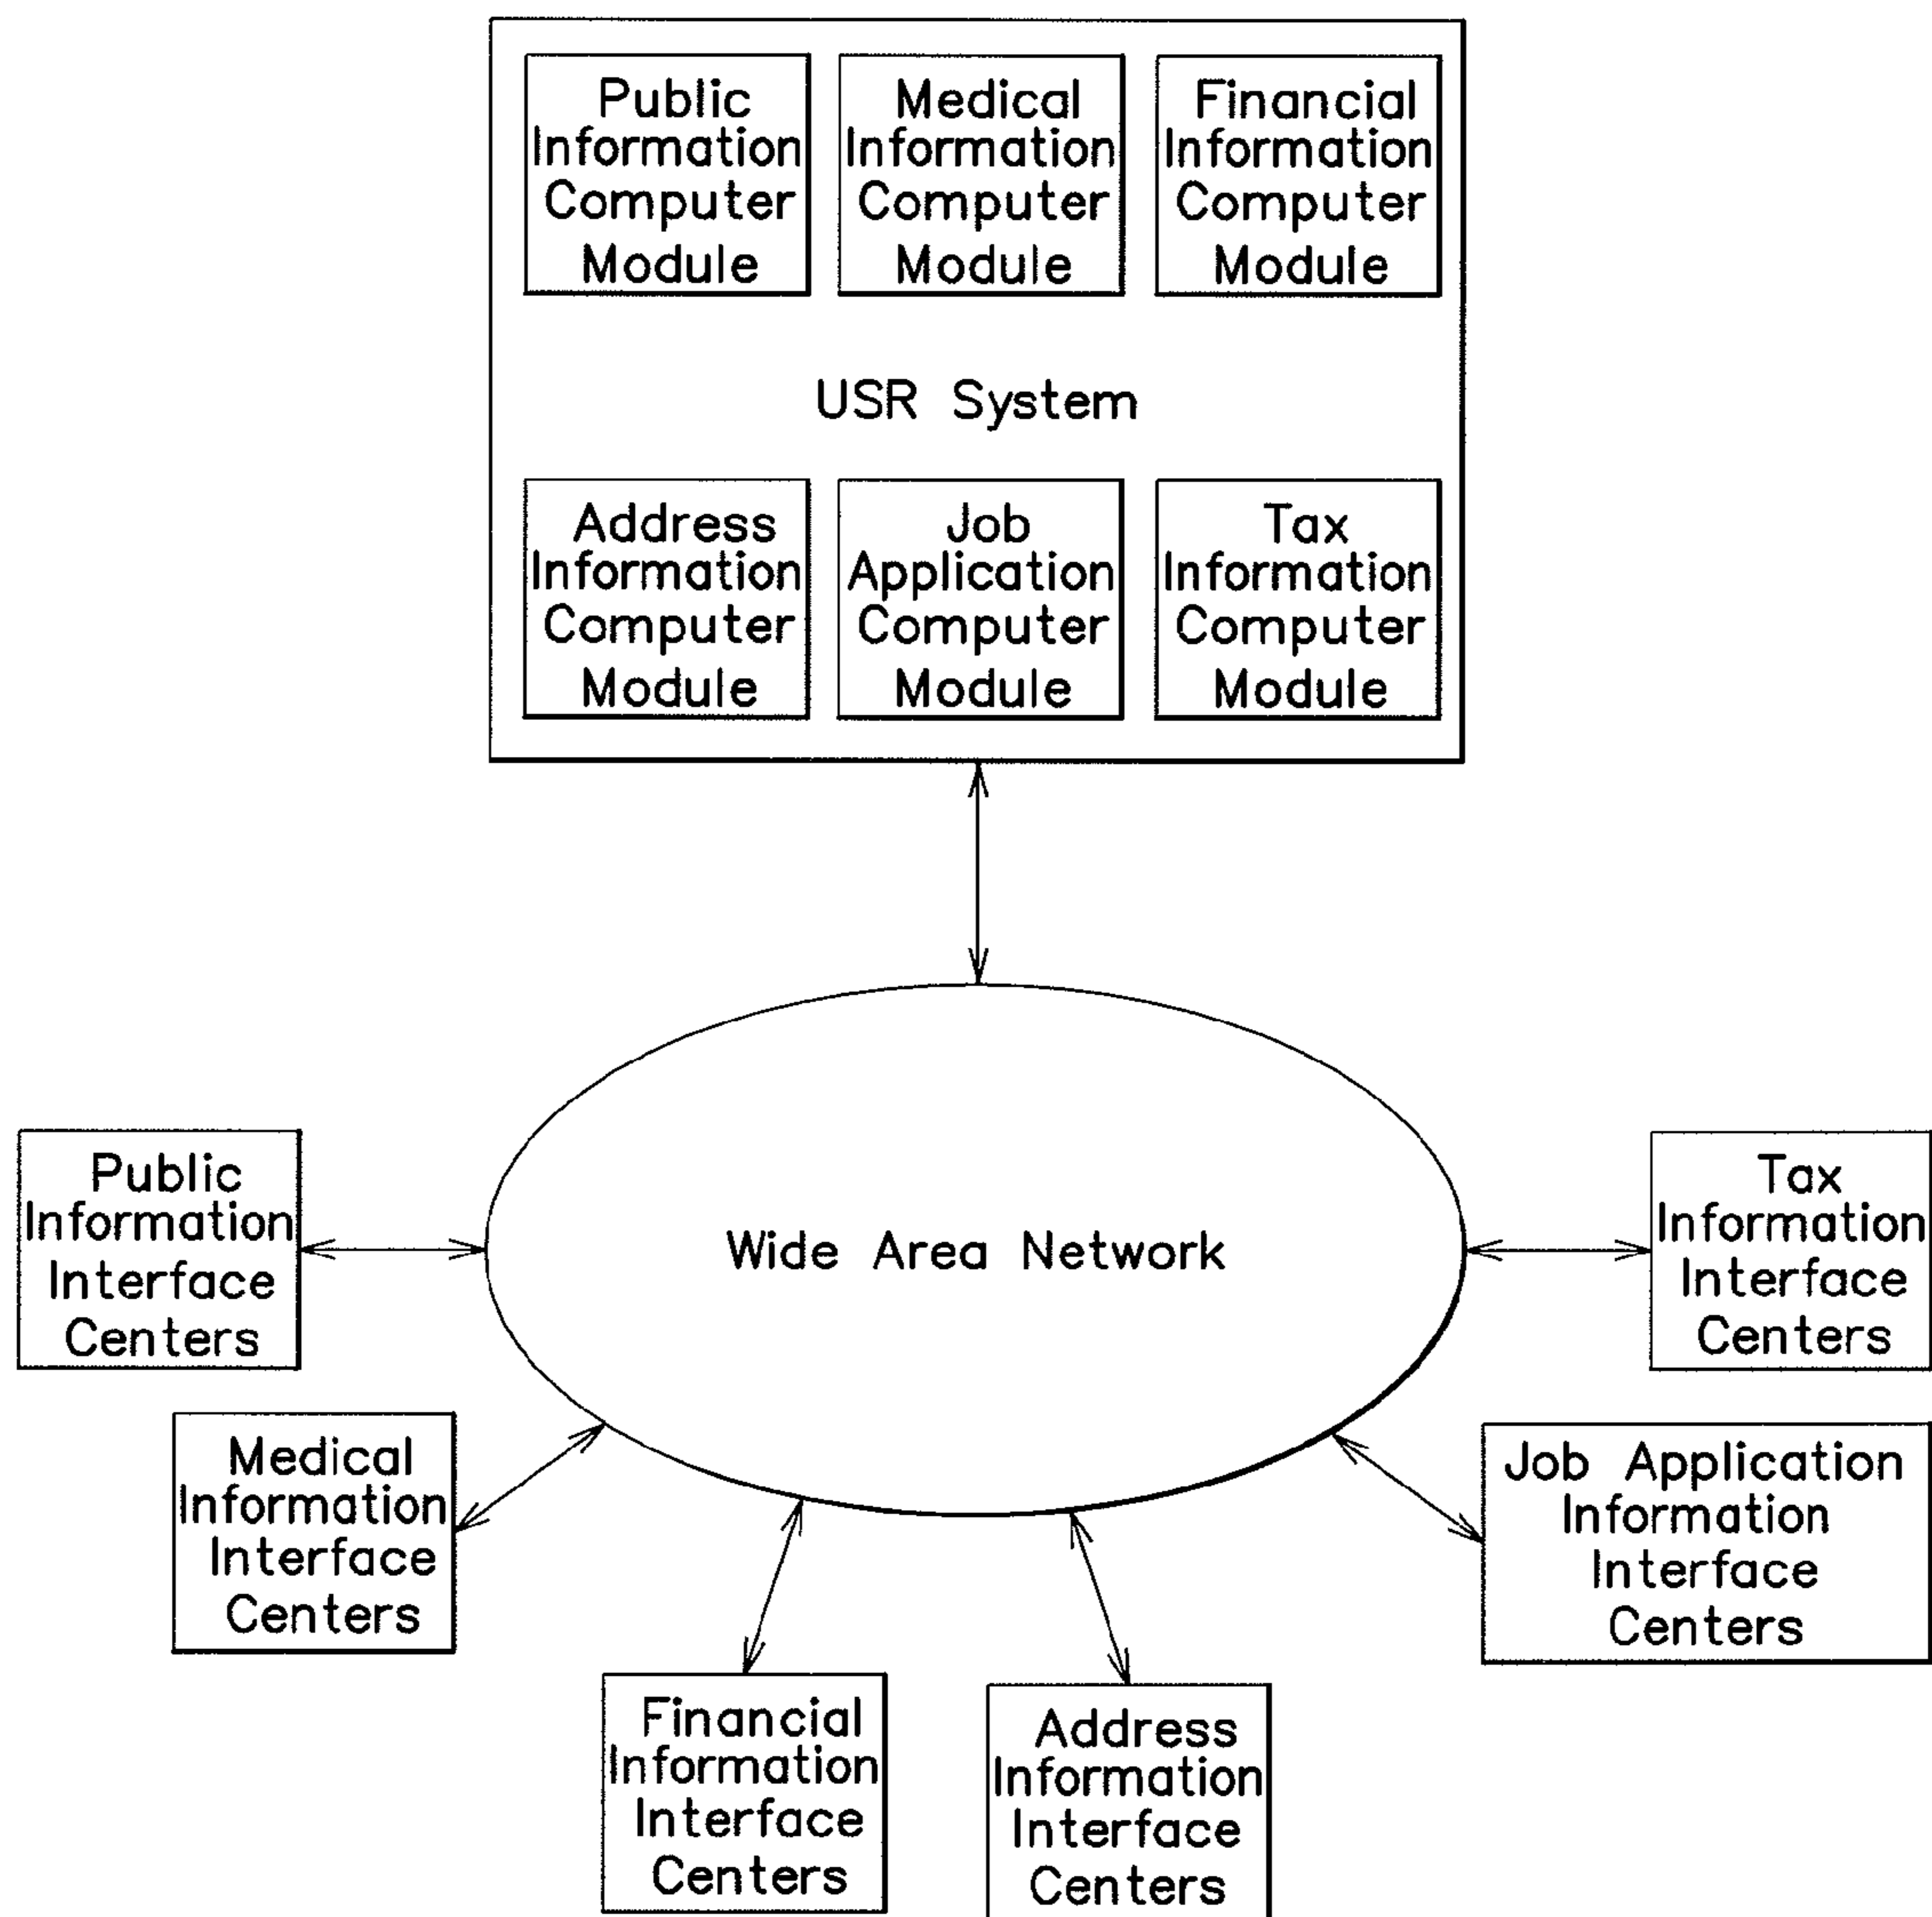 Public
Information
Computer
Module
Medical
Information
Computer
Module
Financial
Information
Computer
Module
USR System
Address
Information
Computer
Module
Job
Application
Computer
Module
Tax
Information
Computer
Module
Wide Area Network
Public
Information
Interface
Centers
Tax
Information
Interface
Centers
Medical
Information
Interface
Centers
Job Application
Information
Interface
Centers
Financial
Information
Interface
Centers
Address
Information
Interface
Centers